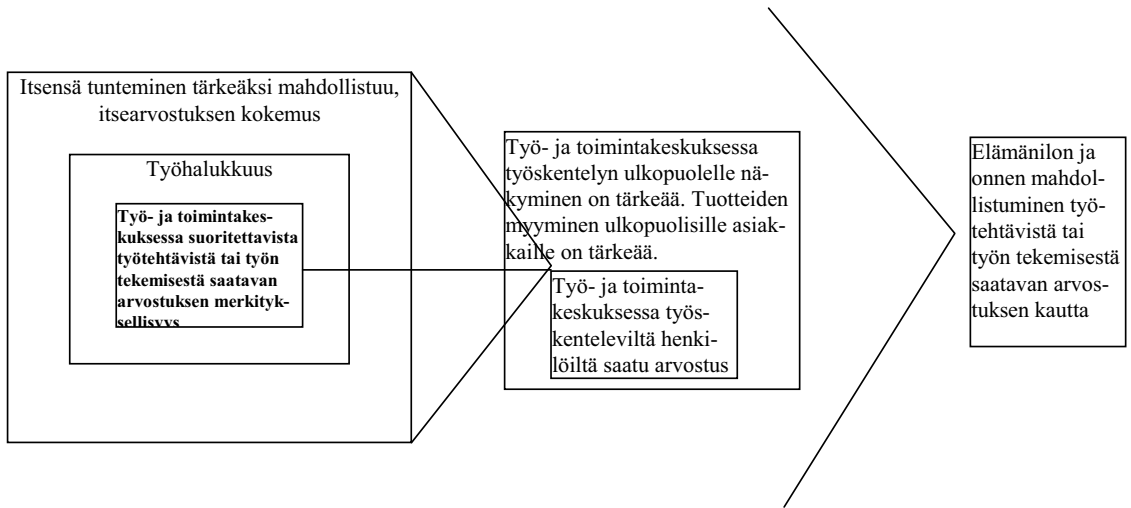 Itsensä tunteminen tärkeäksi mahdollistuu,
itsearvostuksen kokemus
Työhalukkuus
Työ- ja toimintakes-
kuksessa suoritettavista
työtehtävistä tai työn
tekemisestä saatavan
arvostuksen merkityk-
sellisyys
Työ- ja toimintakeskuksessa
työskentelyn ulkopuolelle nä-
kyminen on tärkeää. Tuotteiden
myyminen ulkopuolisille asiak-
kaille on tärkeää.
Työ- ja toiminta-
keskuksessa työs-
kenteleviltä henki-
löiltä saatu arvostus
Elämänilon ja
onnen mahdol-
listuminen työ-
tehtävistä tai
työn tekemisestä
saatavan arvos-
tuksen kautta